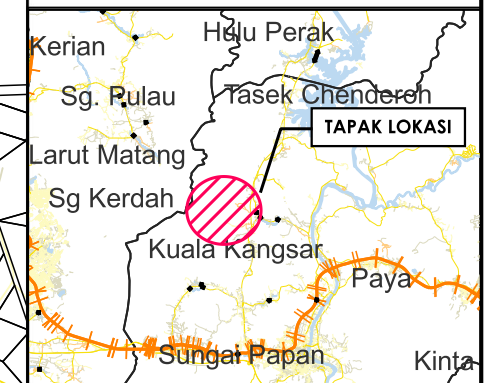 Hulu Perak
Kerian
Sg. Pulau
Tasek Chenderoh
TAPAK LOKASI
Larut Matang
Sg Kerdah
Kuala Kangsar
Paya
Sungai Papan
Kinta